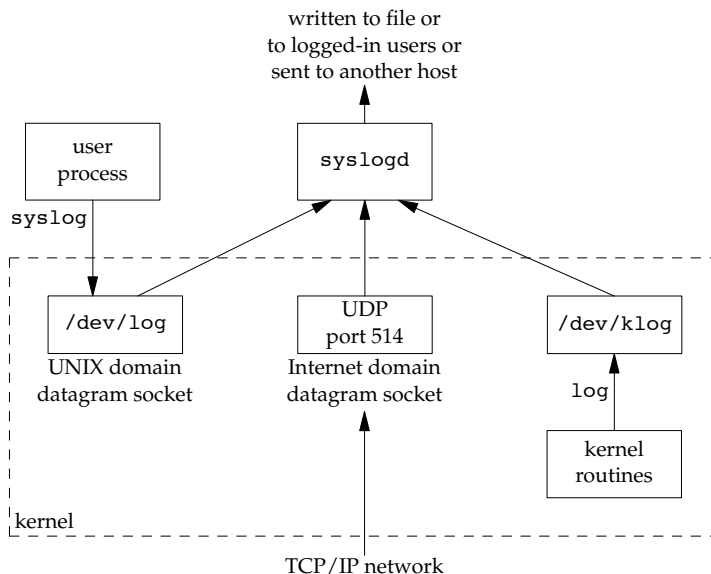 written to file or
to logged-in users or
sent to another host
user
process
syslogd
syslog
/dev/log
UDP
port 514
/dev/klog
UNIX domain
datagram socket
Internet domain
datagram socket
log
kernel
routines
kernel
TCP/IP network